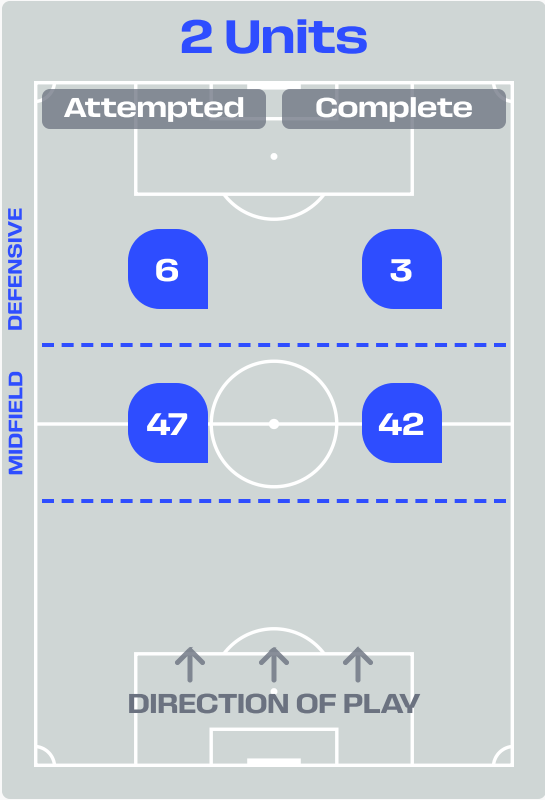 2 Units
Attempted Complete
DEFENSIVE
6 3
MIDFIELD
47 42
DIRECTION OF PLAY